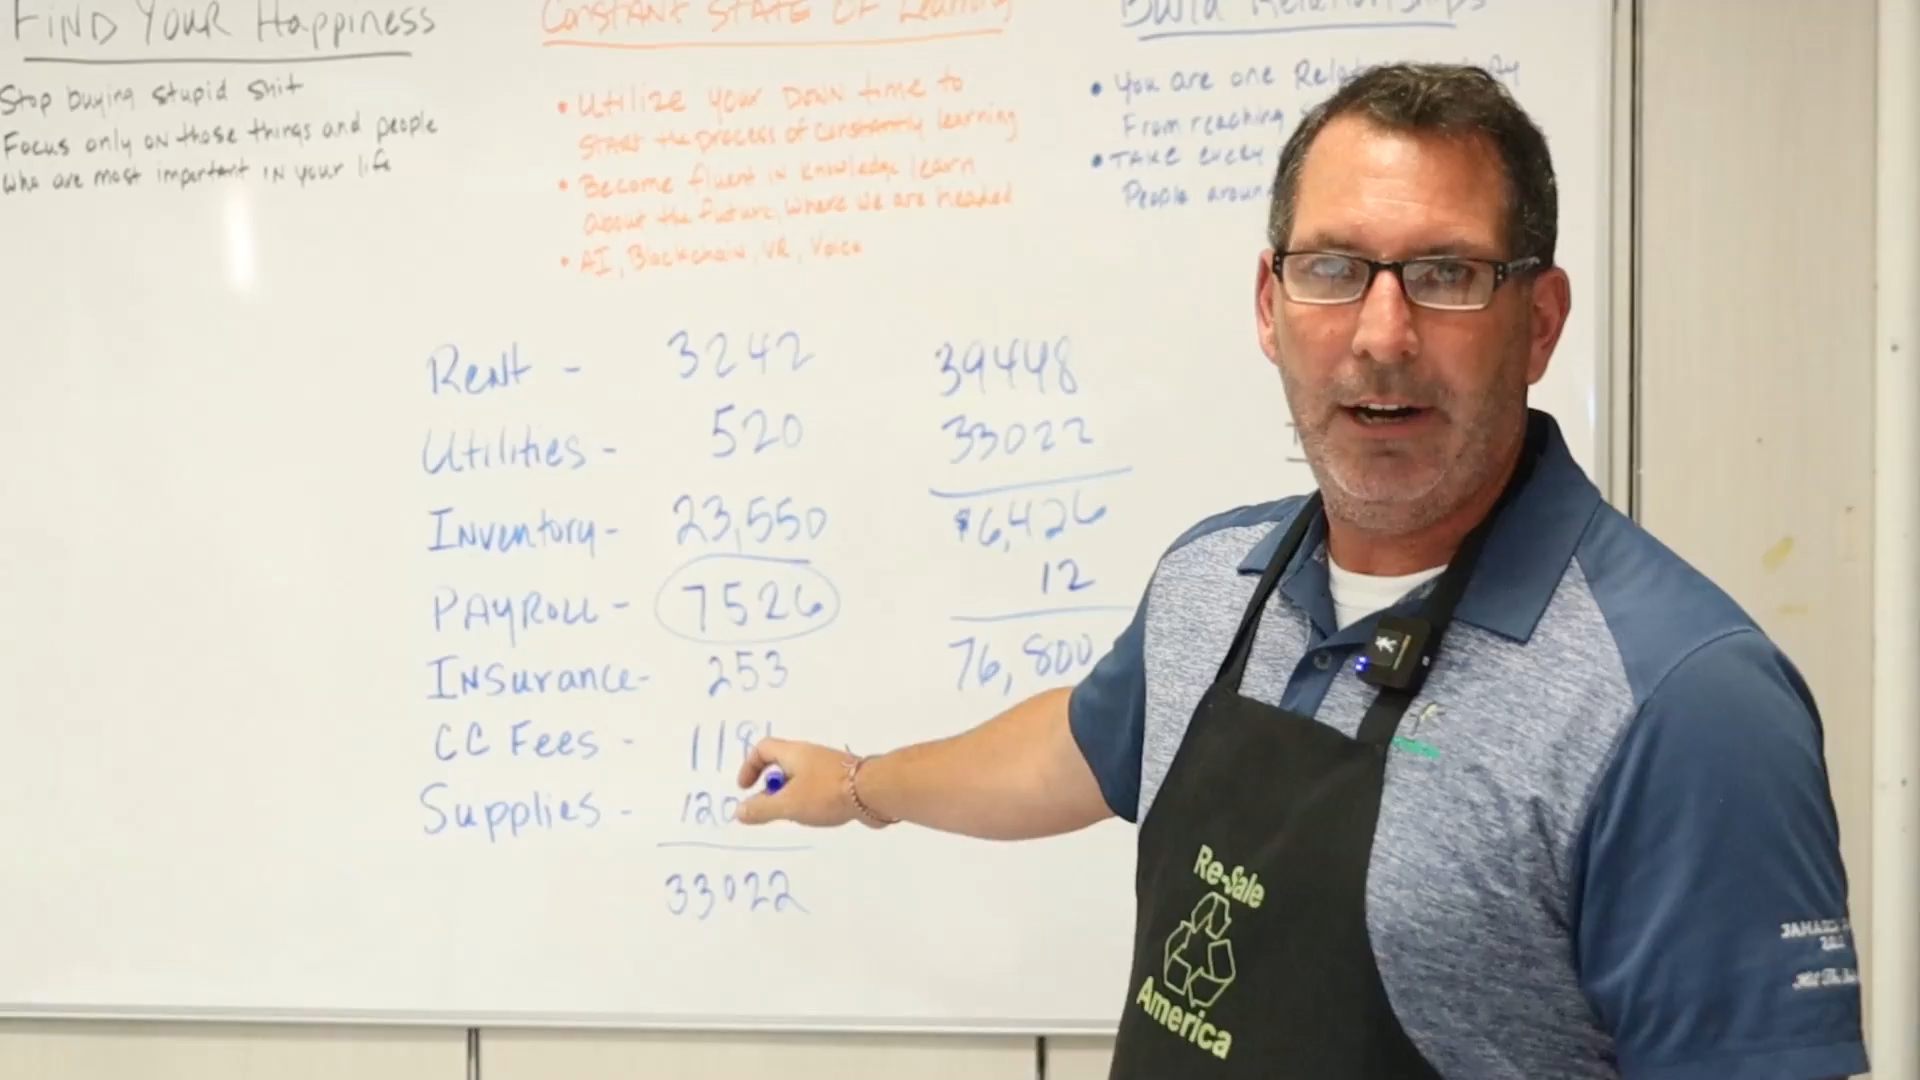 FIND YOUR Happiness
Stop buying stupid shit
Focus only on those things and people
who are most important in your life
Constant State of Learning
• Utilize your DOWN time to
START the process of constantly learning
• Become fluent in knowledge learn
about the future, where we are headed
• AI, Blockchain, VR, Voice
Build Relationships
• You are one
From reaching
• TAKE every
People
Rent - 3242
Utilities - 520
Inventory - 23,550
PAYROLL - 7526
Insurance - 253
CC Fees -
Supplies -
33022
39448
33022
$6,426
12
76,800
Re-Sale
America